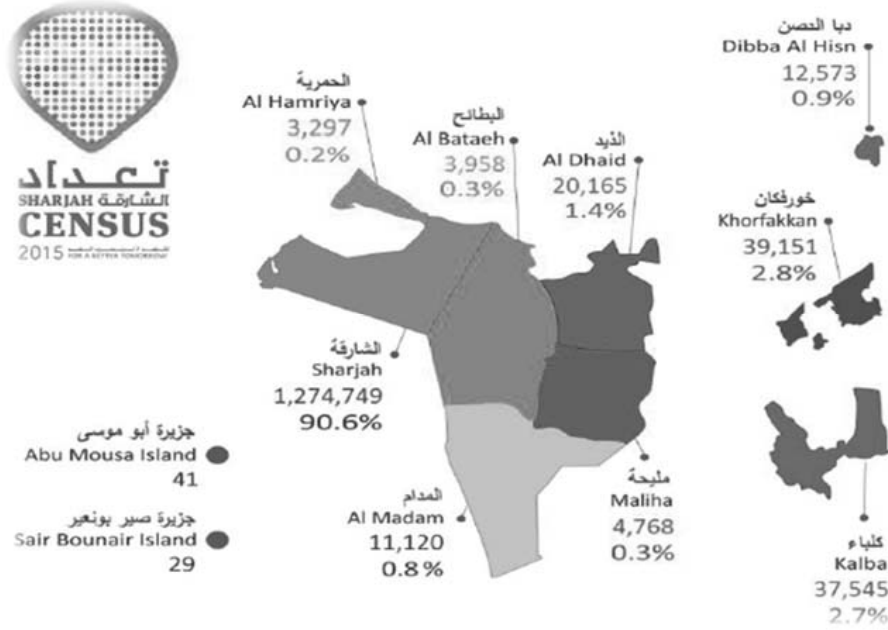 تعداد
الشارقة SHARJAH
CENSUS
2015
FOR A BETTER TOMORROW
الحمرية
Al Hamriya
3,297
0.2%
البطائح
Al Bataeh
3,958
0.3%
الذيد
Al Dhaid
20,165
1.4%
دبا الحصن
Dibba Al Hisn
12,573
0.9%
خورفكان
Khorfakkan
39,151
2.8%
الشارقة
Sharjah
1,274,749
90.6%
جزيرة أبو موسى
Abu Mousa Island
41
جزيرة صير بونعير
Sair Bounair Island
29
المدام
Al Madam
11,120
0.8%
مليحة
Maliha
4,768
0.3%
كلباء
Kalba
37,545
2.7%